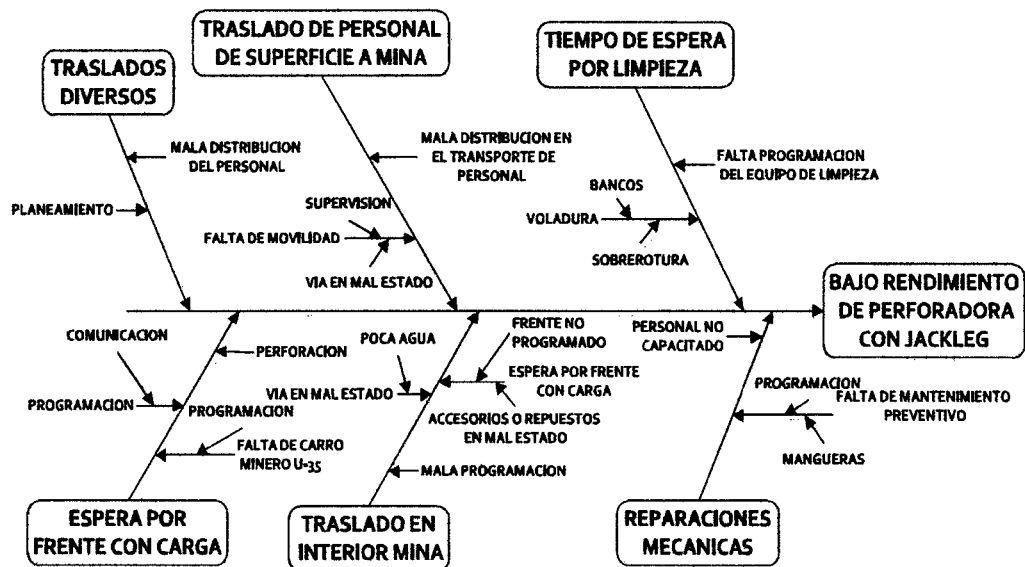 TRASLADO DE PERSONAL
DE SUPERFICIE A MINA
TIEMPO DE ESPERA
POR LIMPIEZA
TRASLADOS
DIVERSOS
MALA DISTRIBUCION
DEL PERSONAL
PLANEAMIENTO
MALA DISTRIBUCION EN
EL TRANSPORTE DE
PERSONAL
SUPERVISION
FALTA DE MOVILIDAD
VIA EN MAL ESTADO
FALTA PROGRAMACION
DEL EQUIPO DE LIMPIEZA
BANCOS
VOLADURA
SOBREROTURA
BAJO RENDIMIENTO
DE PERFORADORA
CON JACKLEG
COMUNICACION
PERFORACION
PROGRAMACION
PROGRAMACION
FALTA DE CARRO
MINERO U-35
POCA AGUA
VIA EN MAL ESTADO
FRENTE NO
PROGRAMADO
ESPERA POR FRENTE
CON CARGA
ACCESORIOS O REPUESTOS
EN MAL ESTADO
MALA PROGRAMACION
PERSONAL NO
CAPACITADO
PROGRAMACION
FALTA DE MANTENIMIENTO
PREVENTIVO
MANGUERAS
ESPERA POR
FRENTE CON CARGA
TRASLADO EN
INTERIOR MINA
REPARACIONES
MECANICAS